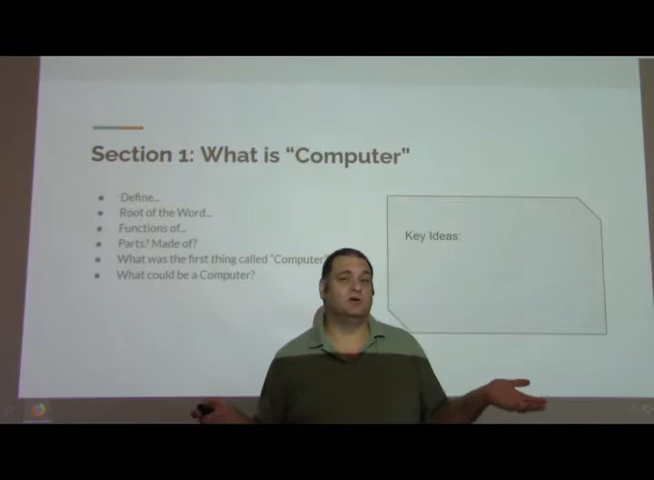 Section 1: What is “Computer”
Define...
Root of the Word...
Functions of...
Parts? Made of?
What was the first thing called “Computer
What could be a Computer?
Key Ideas: